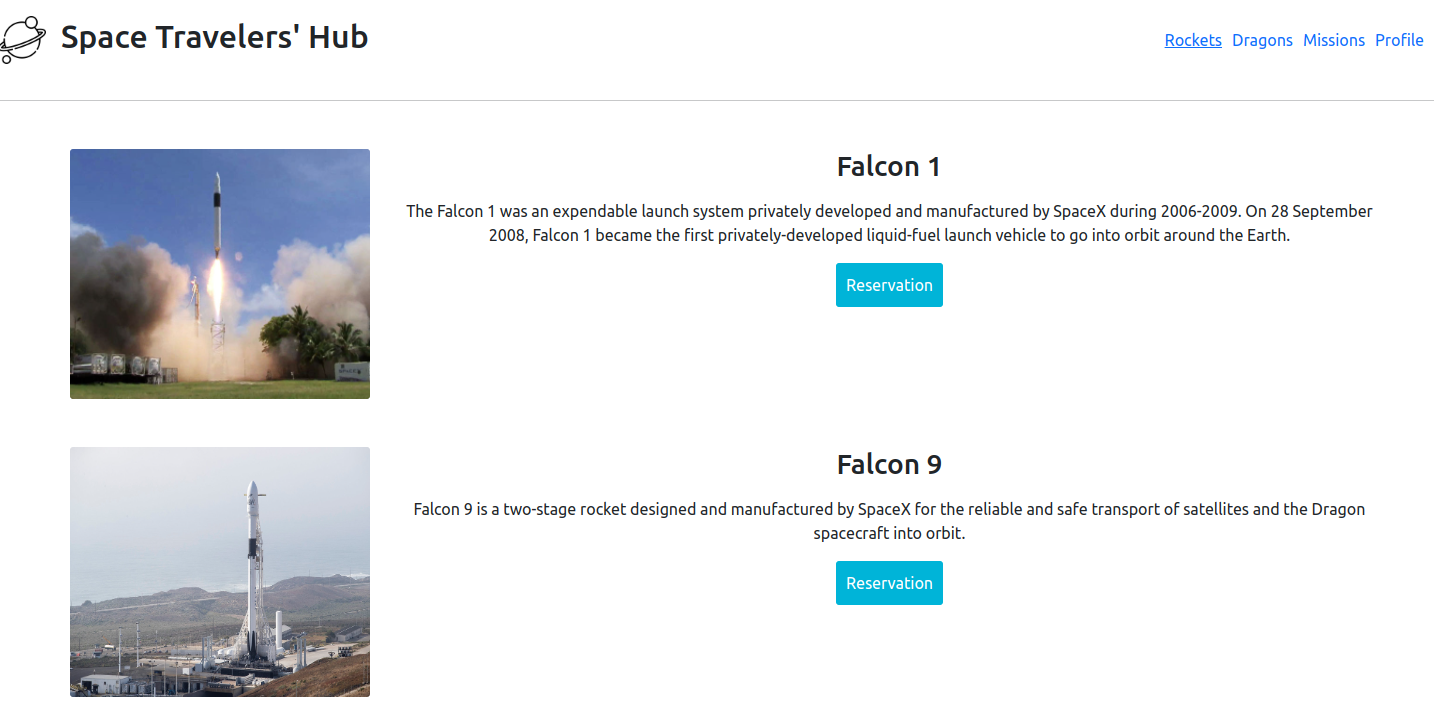 Space Travelers' Hub
Rockets Dragons Missions Profile
Falcon 1
The Falcon 1 was an expendable launch system privately developed and manufactured by SpaceX during 2006-2009. On 28 September
2008, Falcon 1 became the first privately-developed liquid-fuel launch vehicle to go into orbit around the Earth.
Reservation
Falcon 9
Falcon 9 is a two-stage rocket designed and manufactured by SpaceX for the reliable and safe transport of satellites and the Dragon
spacecraft into orbit.
Reservation